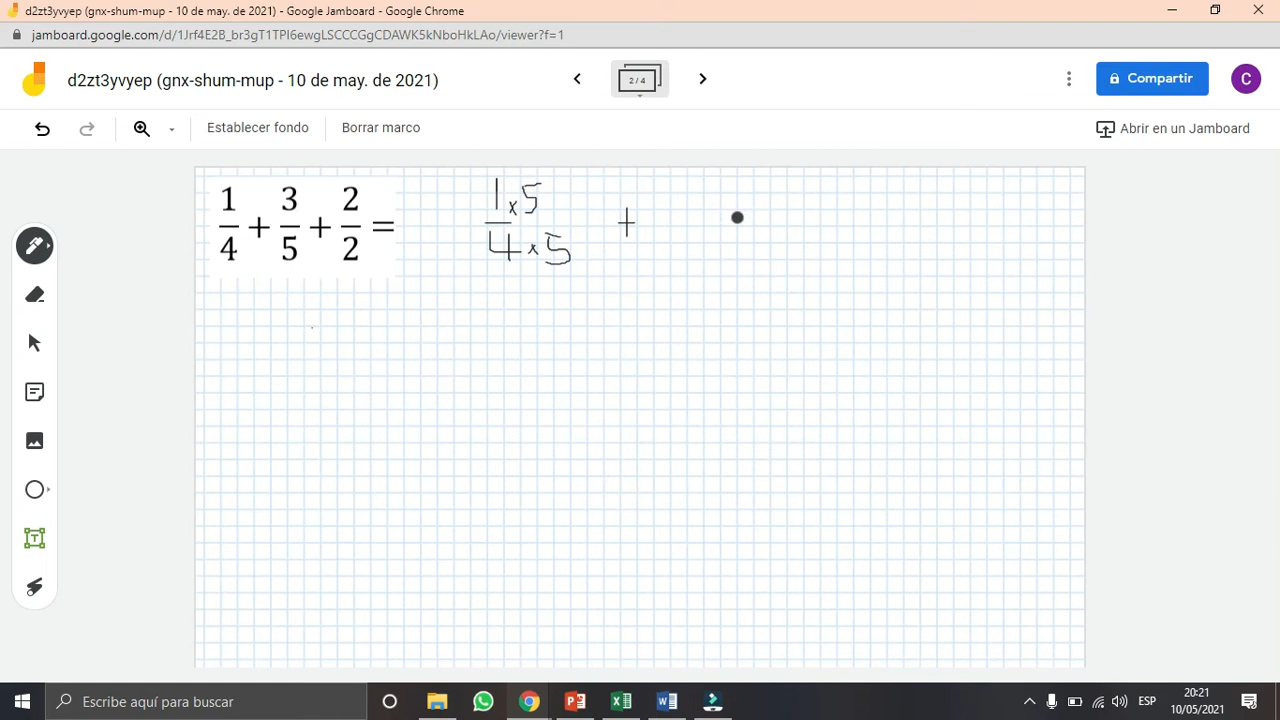 d2zt3yvyep (gnx-shum-mup - 10 de may. de 2021) - Google Jamboard - Google Chrome
jamboard.google.com/d/1Jrf4E2B_br3gT1TPI6ewgLSCCCGgCDAWK5kNboHkLAo/viewer?f=1
d2zt3yvyep (gnx-shum-mup - 10 de may. de 2021)
2 / 4
Compartir
C
Establecer fondo
Borrar marco
Abrir en un Jamboard
1/4 + 3/5 + 2/2 =
1 x 5
4 x 5
+
Escribe aquí para buscar
ESP
20:21
10/05/2021